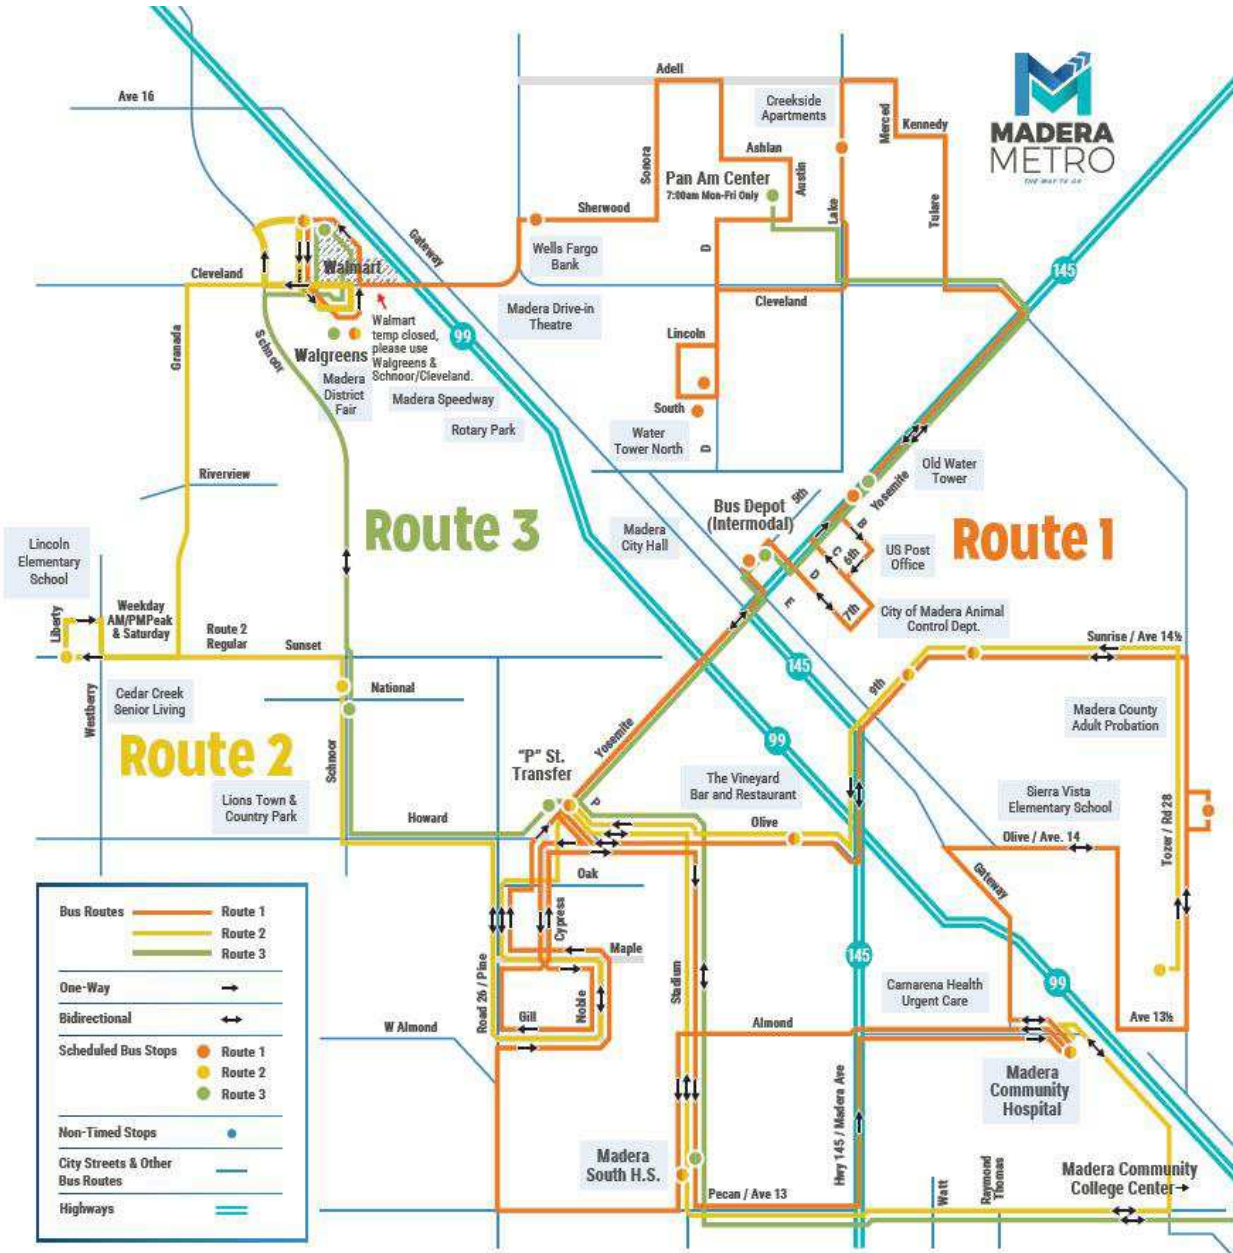 Ave 16
Adell
Creekside
Apartments
Merced
Kennedy
MADERA
METRO
THE WAY TO GO
Sonora
Ashlan
Austin
Pan Am Center
7:00am Mon-Fri Only
Sherwood
Lake
Tulare
Gateway
D
Wells Fargo
Bank
145
Cleveland
Walmart
Cleveland
Madera Drive-in
Theatre
Walmart
temp closed,
please use
Walgreens &
Schnoor/Cleveland.
99
Granada
Schnoor
Walgreens
Lincoln
Madera
District
Fair
Madera Speedway
South
Rotary Park
Water
Tower North
D
Riverview
Old Water
Tower
Yosemite
5th
Bus Depot
(Intermodal)
Route 3
Madera
City Hall
B
Route 1
US Post
Office
C
6th
Lincoln
Elementary
School
D
E
7th
City of Madera Animal
Control Dept.
Liberty
Weekday
AM/PMPeak
& Saturday
Route 2
Regular
Sunset
Sunrise / Ave 14½
145
9th
Westberry
Cedar Creek
Senior Living
National
Madera County
Adult Probation
Route 2
Schnoor
Yosemite
99
"P" St.
Transfer
P
The Vineyard
Bar and Restaurant
Lions Town &
Country Park
Sierra Vista
Elementary School
Howard
Olive
Olive / Ave. 14
Tozer / Rd 28
Gateway
Oak
Cypress
Maple
Road 26 / Pine
Noble
Stadium
145
Gill
W Almond
Almond
Camarena Health
Urgent Care
99
Ave 13½
Madera
Community
Hospital
Hwy 145 / Madera Ave
Madera
South H.S.
Pecan / Ave 13
Watt
Raymond
Thomas
Madera Community
College Center
Bus Routes
Route 1
Route 2
Route 3
One-Way
Bidirectional
Scheduled Bus Stops
Route 1
Route 2
Route 3
Non-Timed Stops
City Streets & Other
Bus Routes
Highways